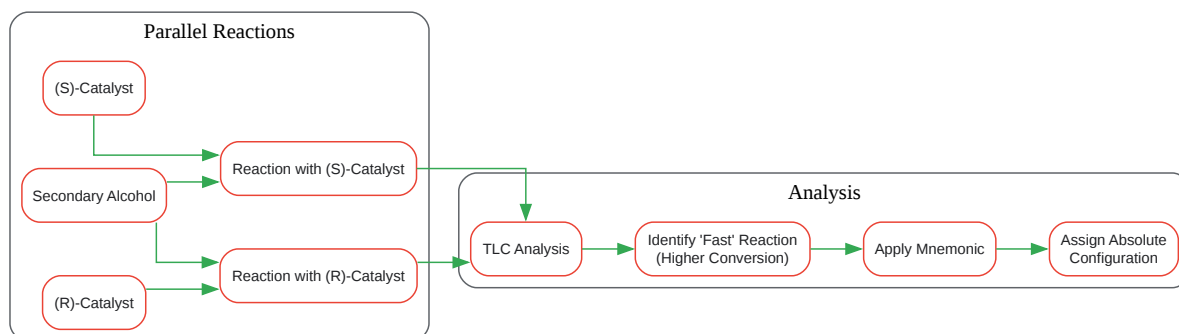 Parallel Reactions
(S)-Catalyst
Reaction with (S)-Catalyst
Secondary Alcohol
Reaction with (R)-Catalyst
(R)-Catalyst
Analysis
TLC Analysis
Identify 'Fast' Reaction
(Higher Conversion)
Apply Mnemonic
Assign Absolute
Configuration